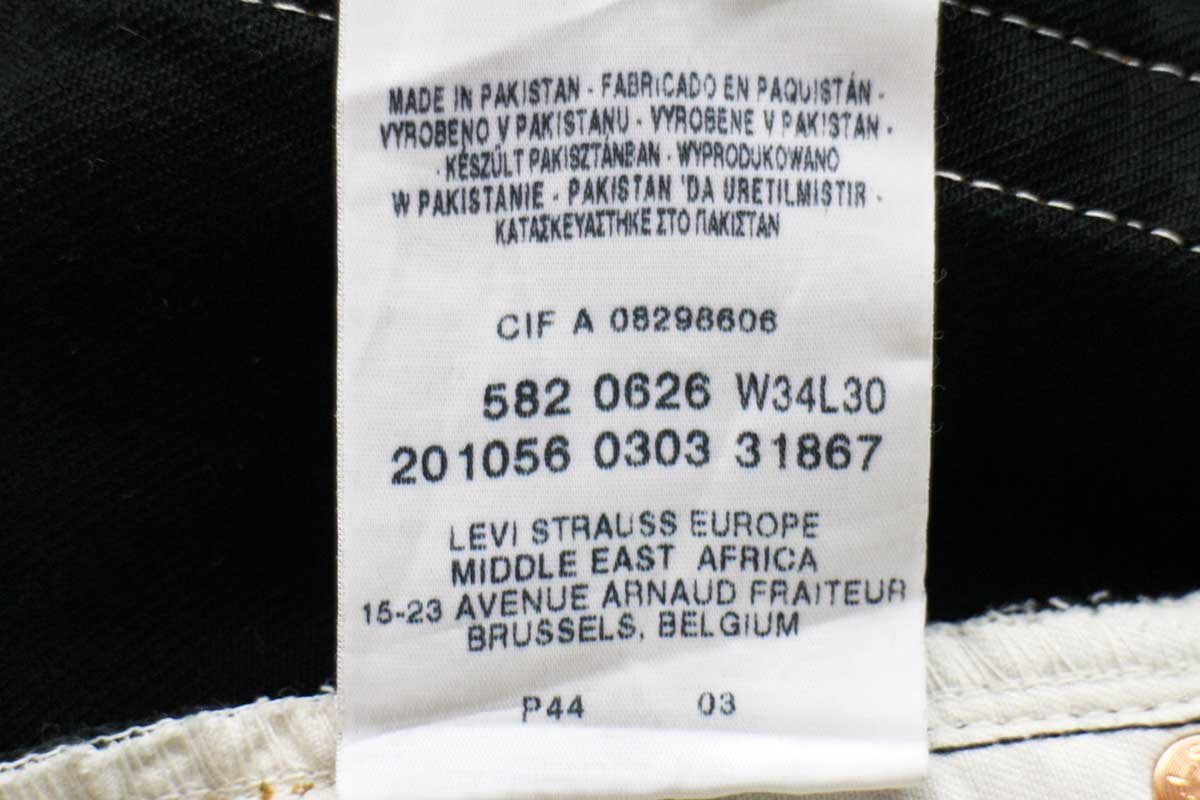 MADE IN PAKISTAN - FABRICADO EN PAQUISTÁN -
VYROBENO V PAKISTANU - VYROBENE V PAKISTAN -
- KÉSZÜLT PAKISZTÁNBAN - WYPRODUKOWANO
W PAKISTANIE - PAKISTAN 'DA URETILMISTIR -
ΚΑΤΑΣΚΕΥΑΣΤΗΚΕ ΣΤΟ ΠΑΚΙΣΤΑΝ
CIF A 08298606
582 0626 W34L30
201056 0303 31867
LEVI STRAUSS EUROPE
MIDDLE EAST AFRICA
15-23 AVENUE ARNAUD FRAITEUR
BRUSSELS, BELGIUM
P44 03